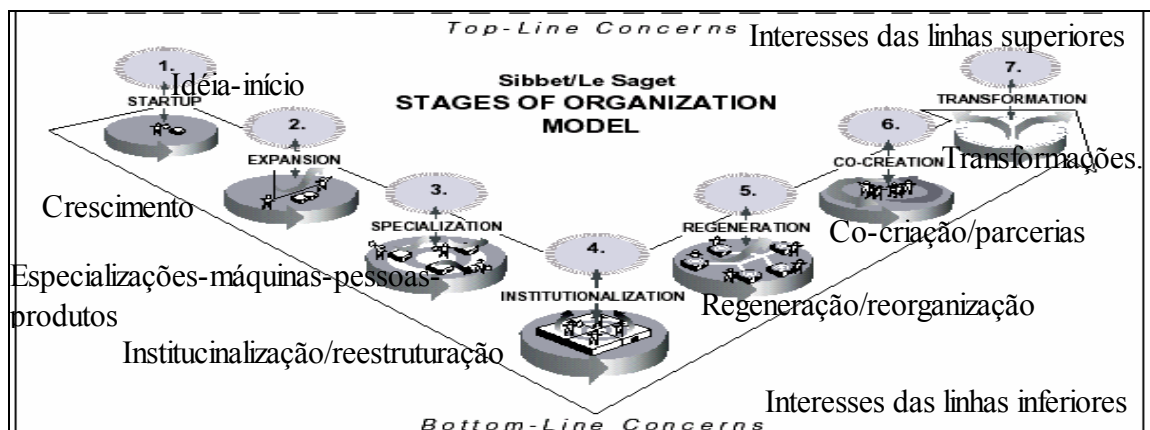 Top-Line Concerns
Interesses das linhas superiores
Sibbet/Le Saget
STAGES OF ORGANIZATION
MODEL
1.
Idéia-início
STARTUP
2.
EXPANSION
Crescimento
3.
SPECIALIZATION
Especializações-máquinas-pessoas-
produtos
4.
INSTITUTIONALIZATION
Institucinalização/reestruturação
5.
REGENERATION
Regeneração/reorganização
6.
CO-CREATION
Co-criação/parcerias
7.
TRANSFORMATION
Transformações.
Interesses das linhas inferiores
Bottom-Line Concerns